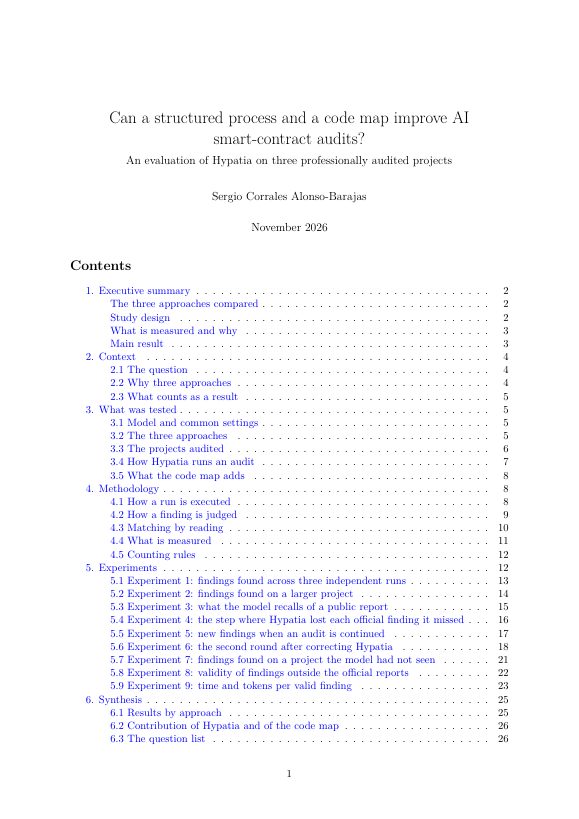 Can a structured process and a code map improve AI
smart-contract audits?
An evaluation of Hypatia on three professionally audited projects
Sergio Corrales Alonso-Barajas
November 2026
Contents
1. Executive summary . . . . . . . . . . . . . . . . . . . . . . . . . . . . . . . . . . . 2
The three approaches compared . . . . . . . . . . . . . . . . . . . . . . . . . . . 2
Study design . . . . . . . . . . . . . . . . . . . . . . . . . . . . . . . . . . . . . 2
What is measured and why . . . . . . . . . . . . . . . . . . . . . . . . . . . . . 3
Main result . . . . . . . . . . . . . . . . . . . . . . . . . . . . . . . . . . . . . . 3
2. Context . . . . . . . . . . . . . . . . . . . . . . . . . . . . . . . . . . . . . . . . 4
2.1 The question . . . . . . . . . . . . . . . . . . . . . . . . . . . . . . . . . . . 4
2.2 Why three approaches . . . . . . . . . . . . . . . . . . . . . . . . . . . . . . 4
2.3 What counts as a result . . . . . . . . . . . . . . . . . . . . . . . . . . . . . 5
3. What was tested . . . . . . . . . . . . . . . . . . . . . . . . . . . . . . . . . . . . 5
3.1 Model and common settings . . . . . . . . . . . . . . . . . . . . . . . . . . . 5
3.2 The three approaches . . . . . . . . . . . . . . . . . . . . . . . . . . . . . . 5
3.3 The projects audited . . . . . . . . . . . . . . . . . . . . . . . . . . . . . . . 6
3.4 How Hypatia runs an audit . . . . . . . . . . . . . . . . . . . . . . . . . . . 7
3.5 What the code map adds . . . . . . . . . . . . . . . . . . . . . . . . . . . . 8
4. Methodology . . . . . . . . . . . . . . . . . . . . . . . . . . . . . . . . . . . . . . 8
4.1 How a run is executed . . . . . . . . . . . . . . . . . . . . . . . . . . . . . . 8
4.2 How a finding is judged . . . . . . . . . . . . . . . . . . . . . . . . . . . . . 9
4.3 Matching by reading . . . . . . . . . . . . . . . . . . . . . . . . . . . . . . . 10
4.4 What is measured . . . . . . . . . . . . . . . . . . . . . . . . . . . . . . . . 11
4.5 Counting rules . . . . . . . . . . . . . . . . . . . . . . . . . . . . . . . . . . 12
5. Experiments . . . . . . . . . . . . . . . . . . . . . . . . . . . . . . . . . . . . . . 12
5.1 Experiment 1: findings found across three independent runs . . . . . . . . . . 13
5.2 Experiment 2: findings found on a larger project . . . . . . . . . . . . . . . . 14
5.3 Experiment 3: what the model recalls of a public report . . . . . . . . . . . . 15
5.4 Experiment 4: the step where Hypatia lost each official finding it missed . . . 16
5.5 Experiment 5: new findings when an audit is continued . . . . . . . . . . . . 17
5.6 Experiment 6: the second round after correcting Hypatia . . . . . . . . . . . 18
5.7 Experiment 7: findings found on a project the model had not seen . . . . . . 21
5.8 Experiment 8: validity of findings outside the official reports . . . . . . . . . 22
5.9 Experiment 9: time and tokens per valid finding . . . . . . . . . . . . . . . . 23
6. Synthesis . . . . . . . . . . . . . . . . . . . . . . . . . . . . . . . . . . . . . . . . 25
6.1 Results by approach . . . . . . . . . . . . . . . . . . . . . . . . . . . . . . . 25
6.2 Contribution of Hypatia and of the code map . . . . . . . . . . . . . . . . . . 26
6.3 The question list . . . . . . . . . . . . . . . . . . . . . . . . . . . . . . . . . 26
1